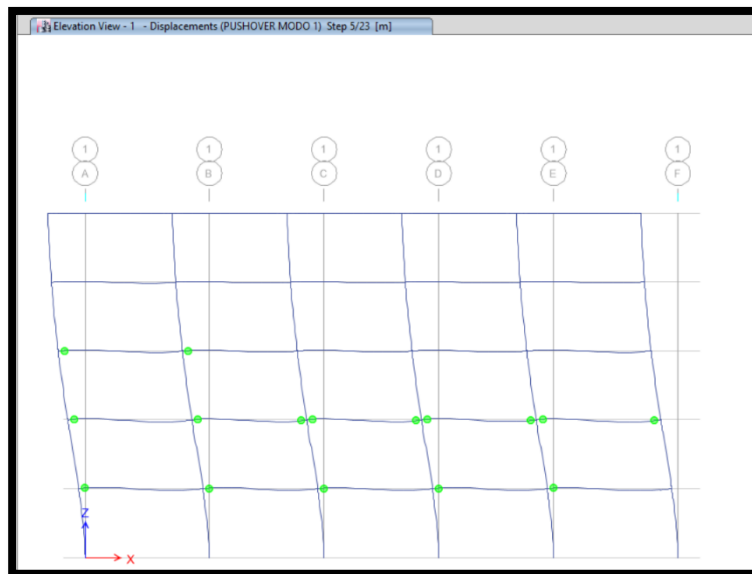 Elevation View - 1 - Displacements (PUSHOVER MODO 1) Step 5/23 [m]
1 1 1 1 1 1
A B C D E F
Z
X